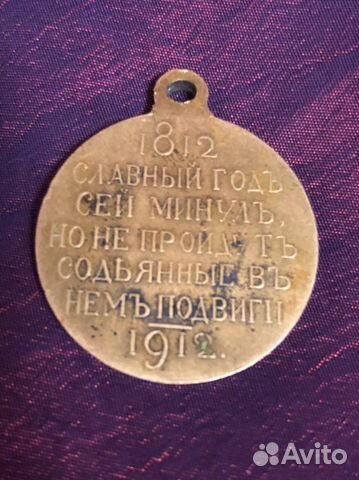 1812
СЛАВНЫЙ ГОДЪ
СЕЙ МИНУЛЪ,
НО НЕ ПРОЙДУТЪ
СОДѢЯННЫЕ ВЪ
НЕМЪ ПОДВИГИ
1912.
Avito